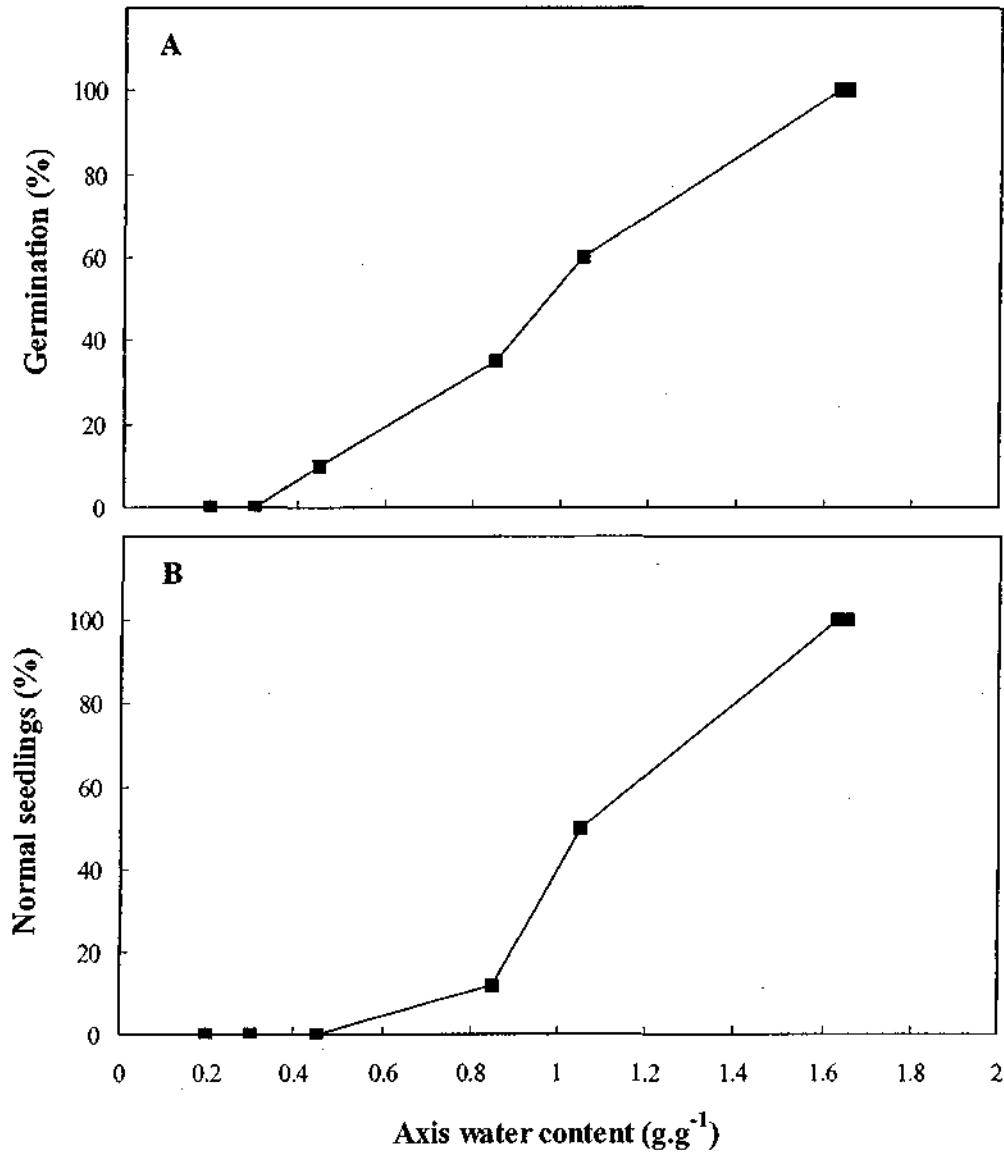 A
Germination (%)
100
80
60
40
20
0
B
Normal seedlings (%)
100
80
60
40
20
0
0 0.2 0.4 0.6 0.8 1 1.2 1.4 1.6 1.8 2
Axis water content (g.g⁻¹)